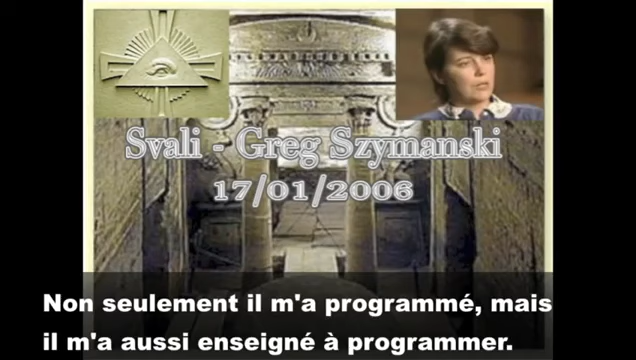 Svali - Greg Szymanski
17/01/2006
Non seulement il m'a programmé, mais
il m'a aussi enseigné à programmer.